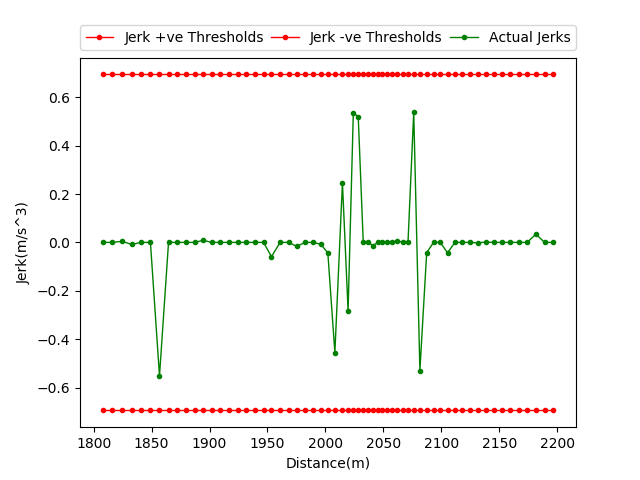 Jerk +ve Thresholds Jerk -ve Thresholds Actual Jerks
0.6
0.4
0.2
0.0
−0.2
−0.4
−0.6
Jerk(m/s^3)
1800 1850 1900 1950 2000 2050 2100 2150 2200
Distance(m)